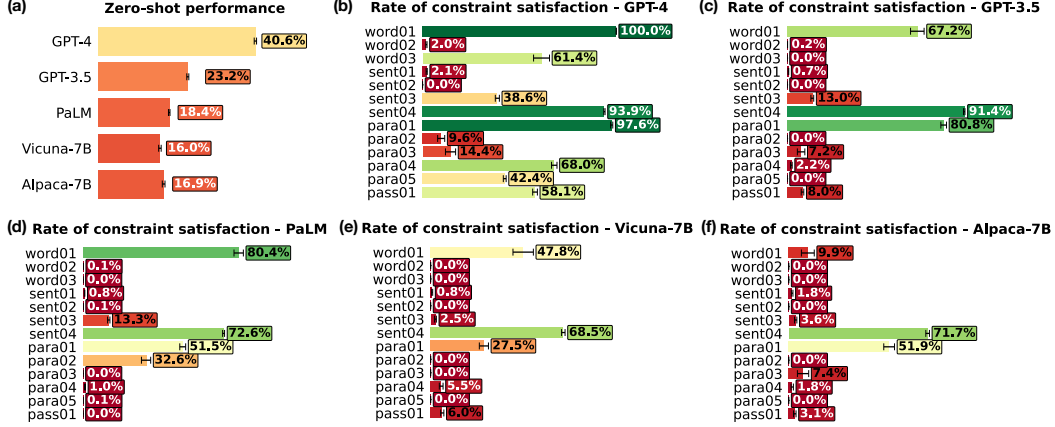 (a) Zero-shot performance
GPT-4 40.6%
GPT-3.5 23.2%
PaLM 18.4%
Vicuna-7B 16.0%
Alpaca-7B 16.9%
(b) Rate of constraint satisfaction - GPT-4
word01 100.0%
word02 2.0%
word03 61.4%
sent01 2.1%
sent02 0.0%
sent03 38.6%
sent04 93.9%
para01 97.6%
para02 9.6%
para03 14.4%
para04 68.0%
para05 42.4%
pass01 58.1%
(c) Rate of constraint satisfaction - GPT-3.5
word01 67.2%
word02 0.2%
word03 0.0%
sent01 0.7%
sent02 0.0%
sent03 13.0%
sent04 91.4%
para01 80.8%
para02 0.0%
para03 7.2%
para04 2.2%
para05 0.0%
pass01 8.0%
(d) Rate of constraint satisfaction - PaLM
word01 80.4%
word02 0.1%
word03 0.0%
sent01 0.8%
sent02 0.1%
sent03 13.3%
sent04 72.6%
para01 51.5%
para02 32.6%
para03 0.0%
para04 1.0%
para05 0.1%
pass01 0.0%
(e) Rate of constraint satisfaction - Vicuna-7B
word01 47.8%
word02 0.0%
word03 0.0%
sent01 0.8%
sent02 0.0%
sent03 2.5%
sent04 68.5%
para01 27.5%
para02 0.0%
para03 0.0%
para04 5.5%
para05 0.0%
pass01 6.0%
(f) Rate of constraint satisfaction - Alpaca-7B
word01 9.9%
word02 0.0%
word03 0.0%
sent01 1.8%
sent02 0.0%
sent03 3.6%
sent04 71.7%
para01 51.9%
para02 0.0%
para03 7.4%
para04 1.8%
para05 0.0%
pass01 3.1%